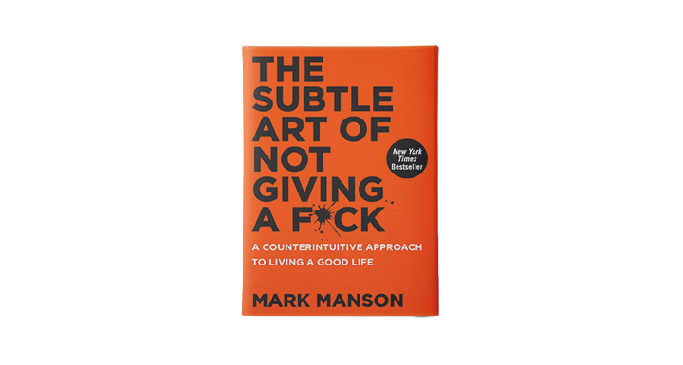 THE
SUBTLE
ART OF
NOT
GIVING
A F*CK
New York
Times
Bestseller
A COUNTERINTUITIVE APPROACH
TO LIVING A GOOD LIFE
MARK MANSON